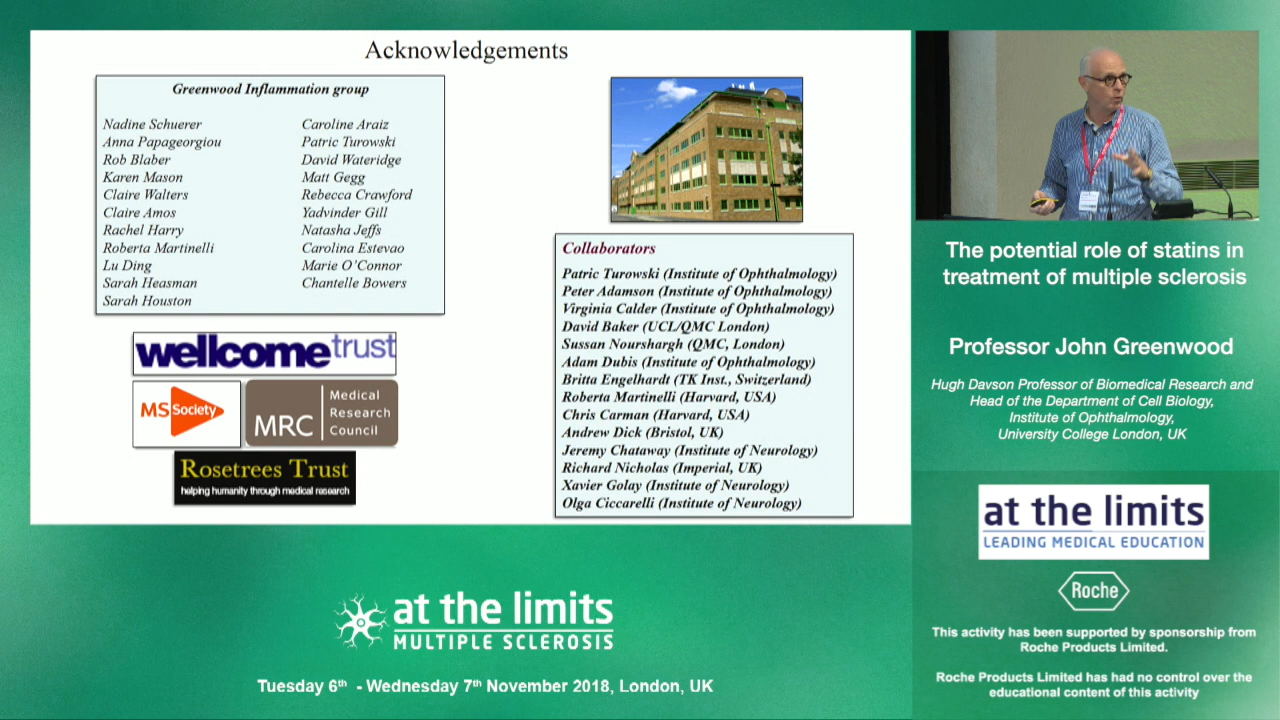 Acknowledgements
Greenwood Inflammation group
Nadine Schuerer
Anna Papageorgiou
Rob Blaber
Karen Mason
Claire Walters
Claire Amos
Rachel Harry
Roberta Martinelli
Lu Ding
Sarah Heasman
Sarah Houston
Caroline Araiz
Patric Turowski
David Wateridge
Matt Gegg
Rebecca Crawford
Yadvinder Gill
Natasha Jeffs
Carolina Estevao
Marie O'Connor
Chantelle Bowers
wellcometrust
MS Society
MRC
Medical
Research
Council
Rosetrees Trust
helping humanity through medical research
Collaborators
Patric Turowski (Institute of Ophthalmology)
Peter Adamson (Institute of Ophthalmology)
Virginia Calder (Institute of Ophthalmology)
David Baker (UCL/QMC London)
Sussan Nourshargh (QMC, London)
Adam Dubis (Institute of Ophthalmology)
Britta Engelhardt (TK Inst., Switzerland)
Roberta Martinelli (Harvard, USA)
Chris Carman (Harvard, USA)
Andrew Dick (Bristol, UK)
Jeremy Chataway (Institute of Neurology)
Richard Nicholas (Imperial, UK)
Xavier Golay (Institute of Neurology)
Olga Ciccarelli (Institute of Neurology)
The potential role of statins in
treatment of multiple sclerosis
Professor John Greenwood
Hugh Davson Professor of Biomedical Research and
Head of the Department of Cell Biology,
Institute of Ophthalmology,
University College London, UK
at the limits
LEADING MEDICAL EDUCATION
Roche
This activity has been supported by sponsorship from
Roche Products Limited.
Roche Products Limited has had no control over the
educational content of this activity
at the limits
MULTIPLE SCLEROSIS
Tuesday 6th - Wednesday 7th November 2018, London, UK